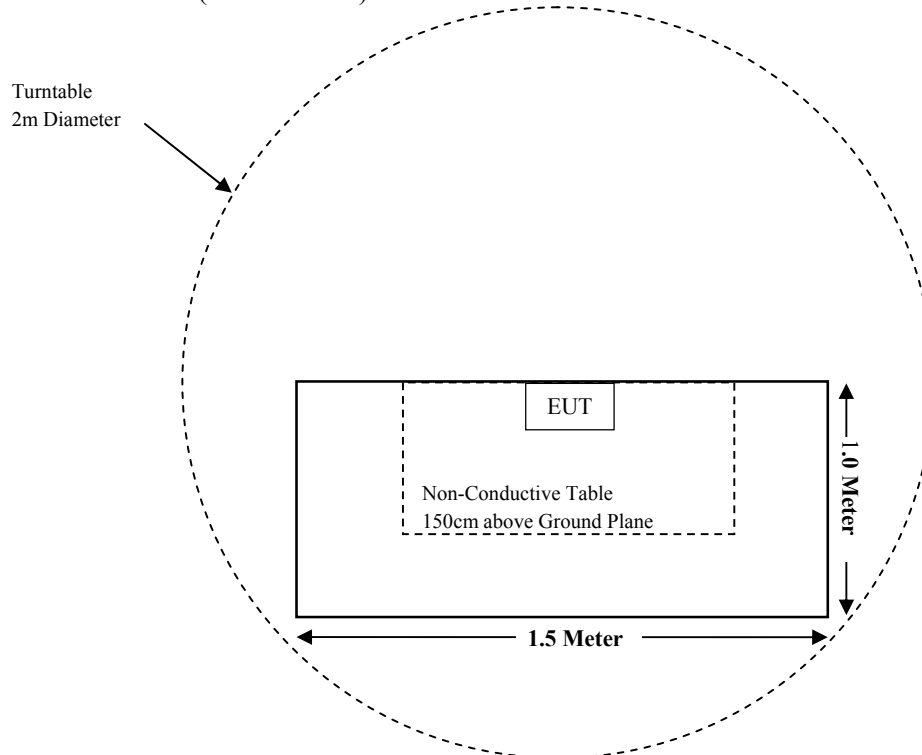 Turntable
2m Diameter
EUT
Non-Conductive Table
150cm above Ground Plane
1.0 Meter
1.5 Meter